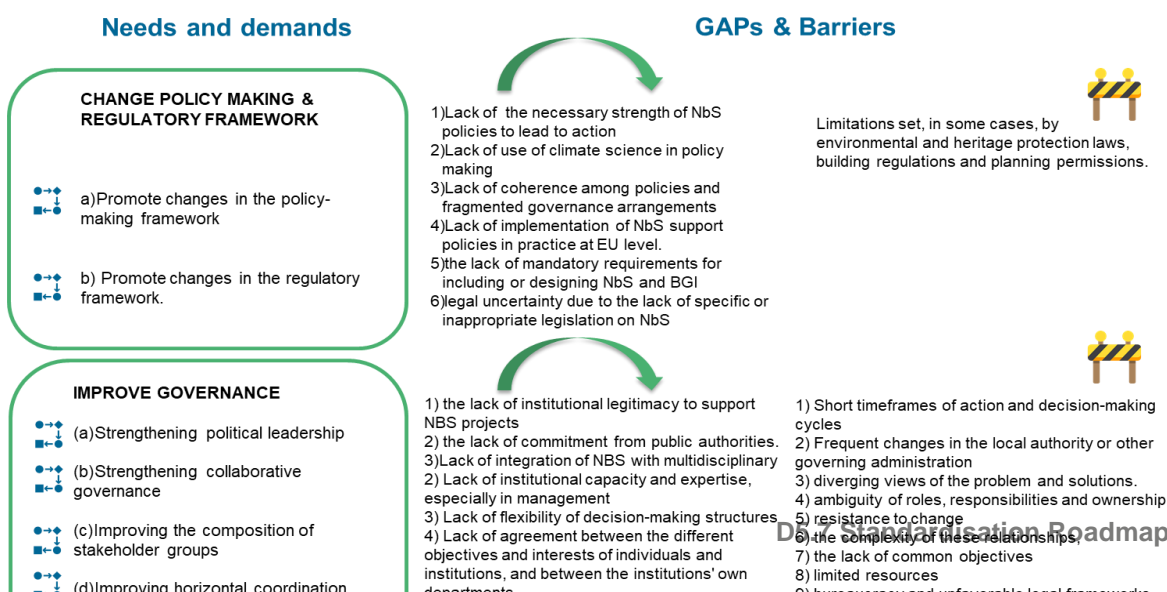 Needs and demands
GAPs & Barriers
CHANGE POLICY MAKING &
REGULATORY FRAMEWORK
a)Promote changes in the policy-
making framework
b) Promote changes in the regulatory
framework.
1)Lack of the necessary strength of NbS
policies to lead to action
2)Lack of use of climate science in policy
making
3)Lack of coherence among policies and
fragmented governance arrangements
4)Lack of implementation of NbS support
policies in practice at EU level.
5)the lack of mandatory requirements for
including or designing NbS and BGI
6)legal uncertainty due to the lack of specific or
inappropriate legislation on NbS
Limitations set, in some cases, by
environmental and heritage protection laws,
building regulations and planning permissions.
IMPROVE GOVERNANCE
(a)Strengthening political leadership
(b)Strengthening collaborative
governance
(c)Improving the composition of
stakeholder groups
(d)Improving horizontal coordination
1) the lack of institutional legitimacy to support
NBS projects
2) the lack of commitment from public authorities.
3)Lack of integration of NBS with multidisciplinary
2) Lack of institutional capacity and expertise,
especially in management
3) Lack of flexibility of decision-making structures
4) Lack of agreement between the different
objectives and interests of individuals and
institutions, and between the institutions' own
departments
1) Short timeframes of action and decision-making
cycles
2) Frequent changes in the local authority or other
governing administration
3) diverging views of the problem and solutions.
4) ambiguity of roles, responsibilities and ownership
5) resistance to change
6) the complexity of these relationships,
7) the lack of common objectives
8) limited resources
9) bureaucracy and unfavorable legal frameworks
D5.7 Standardisation Roadmap